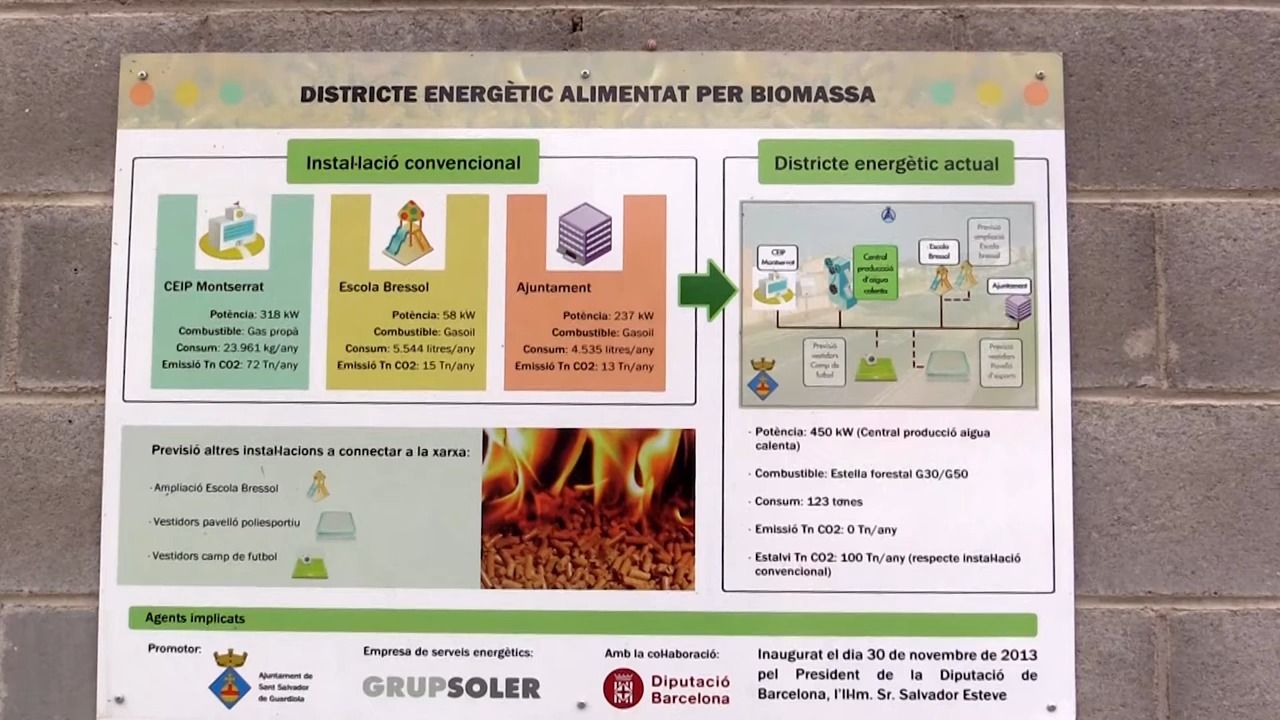 DISTRICTE ENERGÈTIC ALIMENTAT PER BIOMASSA
Instal·lació convencional
CEIP Montserrat
Potència: 318 kW
Combustible: Gas propà
Consum: 23.961 kg/any
Emissió Tn CO2: 72 Tn/any
Escola Bressol
Potència: 58 kW
Combustible: Gasoil
Consum: 5.544 litres/any
Emissió Tn CO2: 15 Tn/any
Ajuntament
Potència: 237 kW
Combustible: Gasoil
Consum: 4.535 litres/any
Emissió Tn CO2: 13 Tn/any
Districte energètic actual
CEIP
Montserrat
Central
producció
d'aigua
calenta
Escola
Bressol
Previsió
ampliació
Escola
bressol
Ajuntament
Previsió
vestidors
Camp de
futbol
Previsió
vestidors
Pavelló
d'esports
· Potència: 450 kW (Central producció aigua
calenta)
· Combustible: Estella forestal G30/G50
· Consum: 123 tones
· Emissió Tn CO2: 0 Tn/any
· Estalvi Tn CO2: 100 Tn/any (respecte instal·lació
convencional)
Previsió altres instal·lacions a connectar a la xarxa:
· Ampliació Escola Bressol
· Vestidors pavelló poliesportiu
· Vestidors camp de futbol
Agents implicats
Promotor:
Ajuntament de
Sant Salvador
de Guardiola
Empresa de serveis energètics:
GRUPSOLER
Amb la col·laboració:
Diputació
Barcelona
Inaugurat el dia 30 de novembre de 2013
pel President de la Diputació de
Barcelona, l'Il·lm. Sr. Salvador Esteve